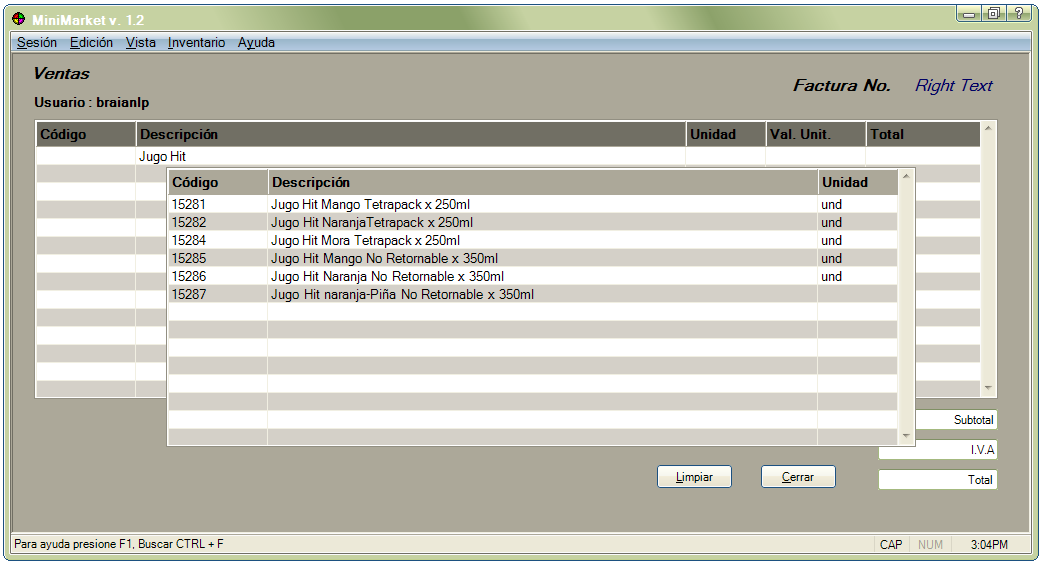 MiniMarket v. 1.2
Sesión Edición Vista Inventario Ayuda
Ventas
Factura No. Right Text
Usuario : braianlp
Código Descripción Unidad Val. Unit. Total
Jugo Hit
Código Descripción Unidad
15281 Jugo Hit Mango Tetrapack x 250ml und
15282 Jugo Hit NaranjaTetrapack x 250ml und
15284 Jugo Hit Mora Tetrapack x 250ml und
15285 Jugo Hit Mango No Retornable x 350ml und
15286 Jugo Hit Naranja No Retornable x 350ml und
15287 Jugo Hit naranja-Piña No Retornable x 350ml
Subtotal
I.V.A
Limpiar Cerrar Total
Para ayuda presione F1, Buscar CTRL + F CAP NUM 3:04PM